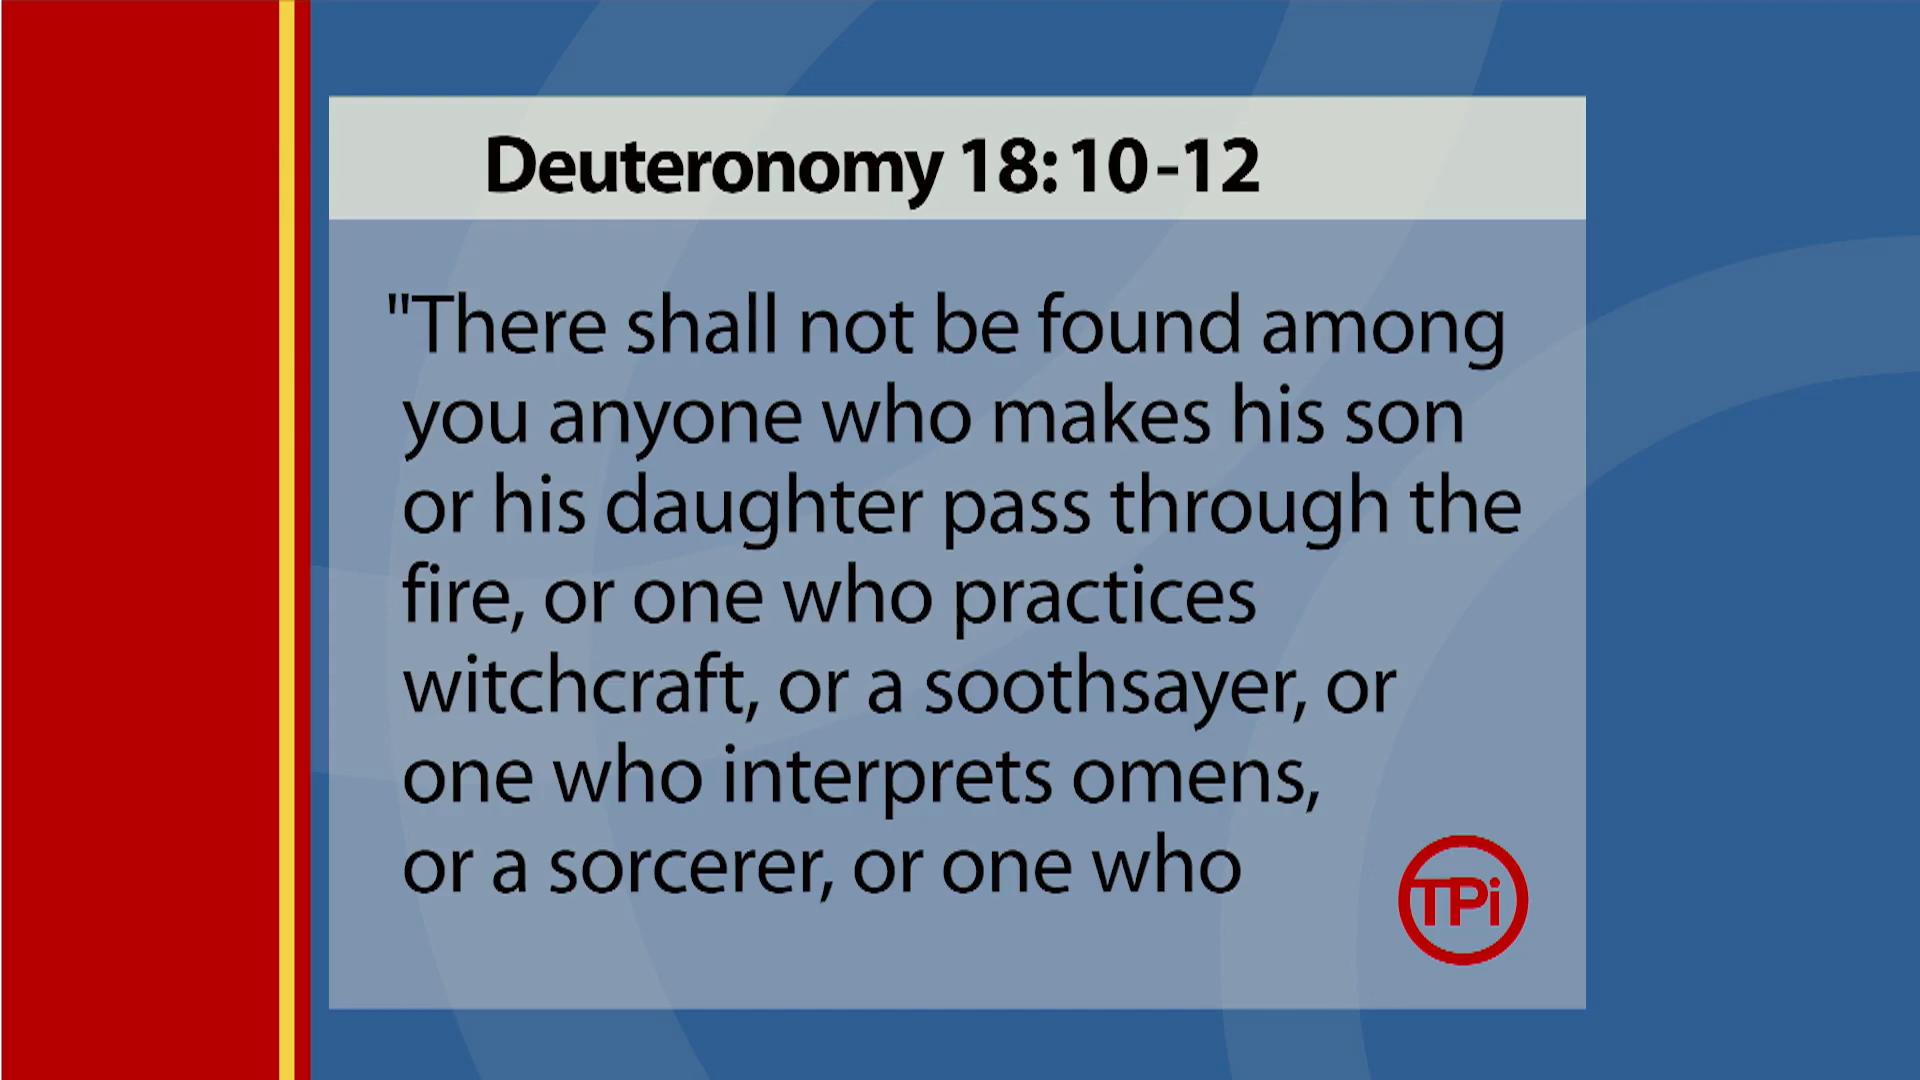 Deuteronomy 18:10-12
"There shall not be found among
you anyone who makes his son
or his daughter pass through the
fire, or one who practices
witchcraft, or a soothsayer, or
one who interprets omens,
or a sorcerer, or one who
TPi